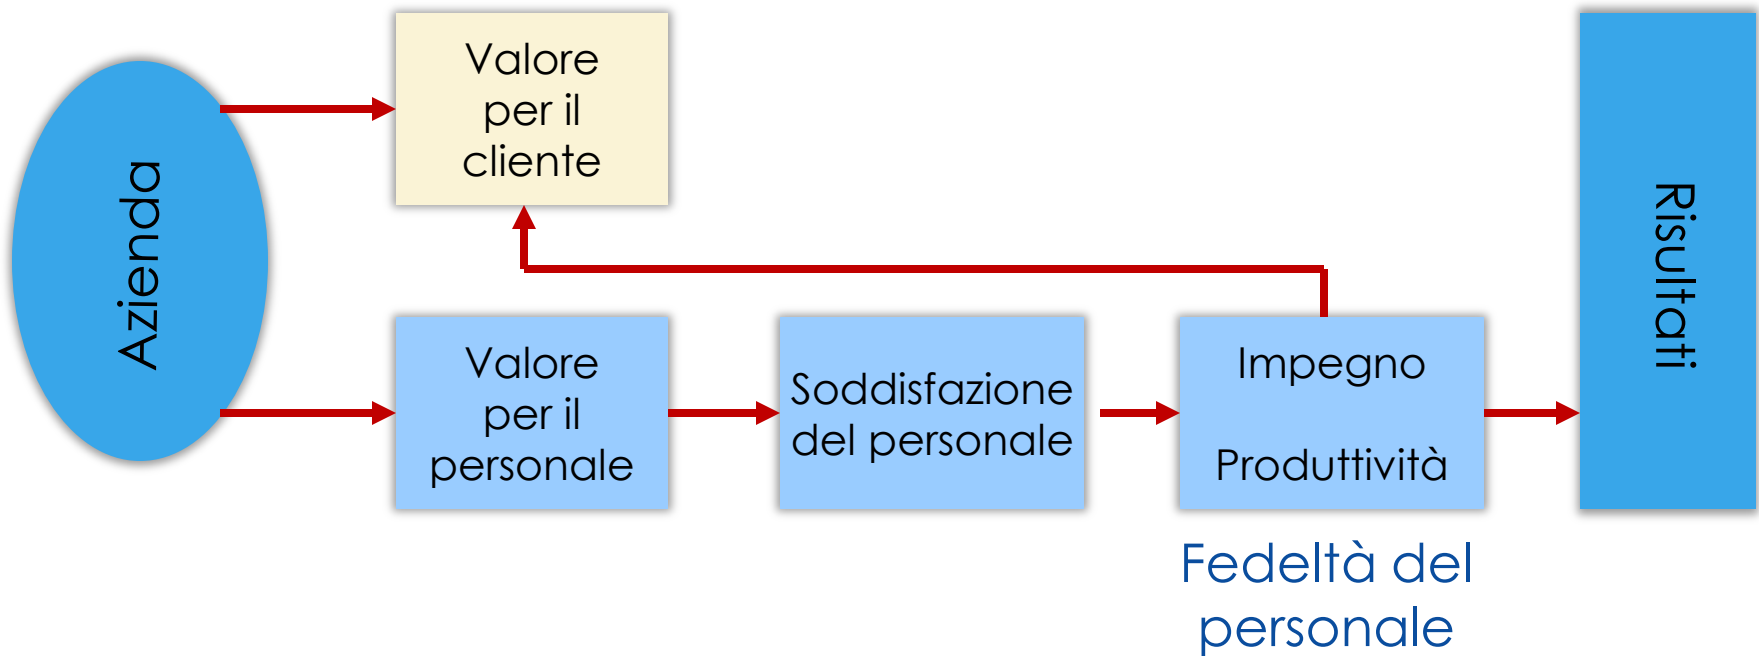 Azienda
Valore
per il
cliente
Valore
per il
personale
Soddisfazione
del personale
Impegno
Produttività
Fedeltà del
personale
Risultati